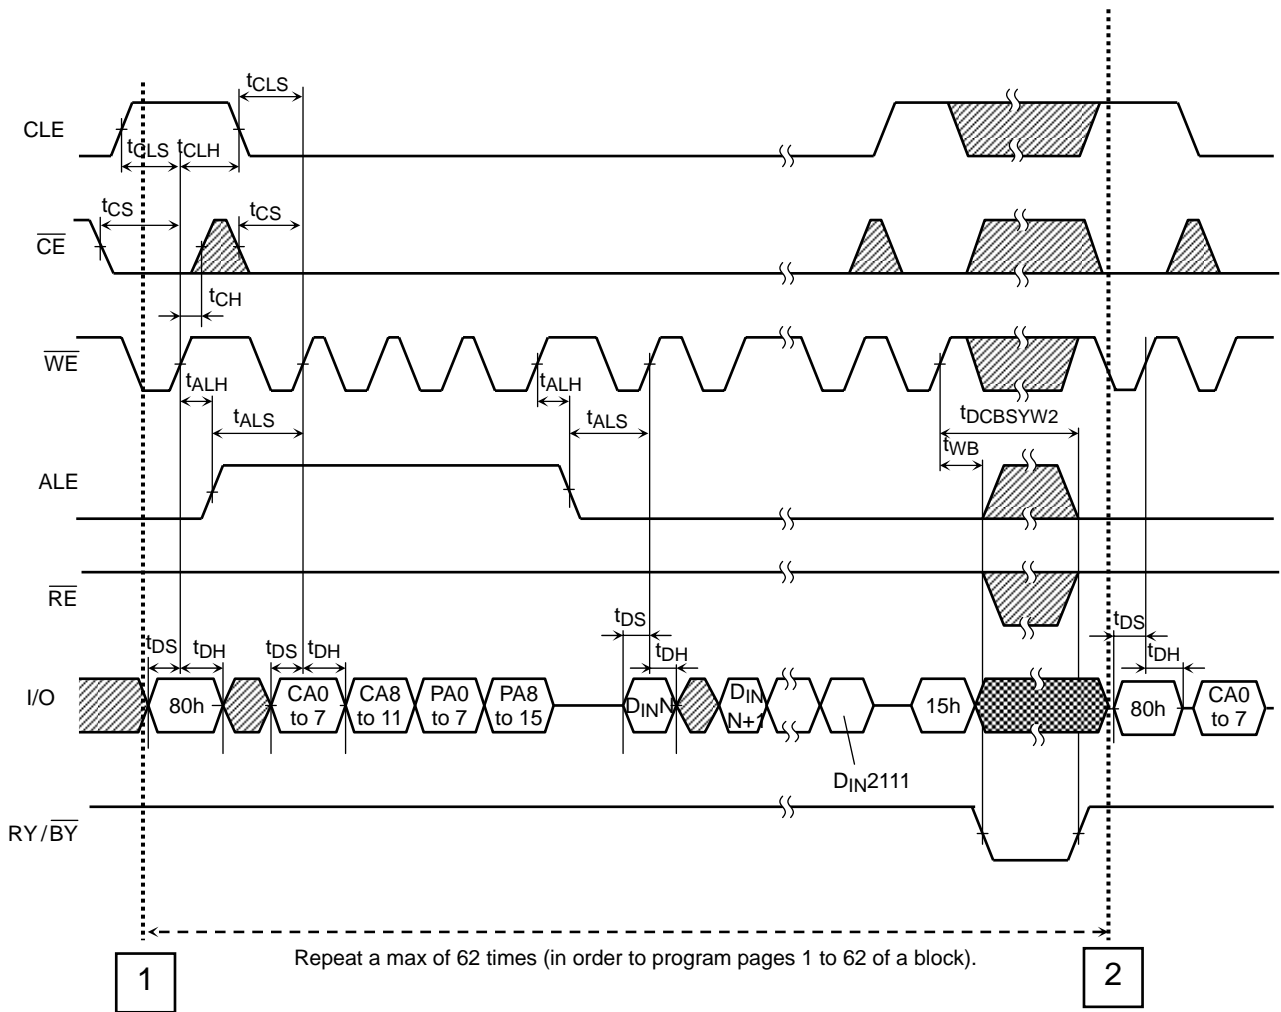 tCLS
CLE
tCLS tCLH
tCS tCS
CE
tCH
WE
tALH tALH
tALS tALS
tDCBSYW2
tWB
ALE
RE
tDS tDH tDS tDH tDS tDH tDS tDH
I/O
80h
CA0
to 7
CA8
to 11
PA0
to 7
PA8
to 15
DINN
DIN
N+1
15h
80h
CA0
to 7
DIN2111
RY/BY
Repeat a max of 62 times (in order to program pages 1 to 62 of a block).
1
2